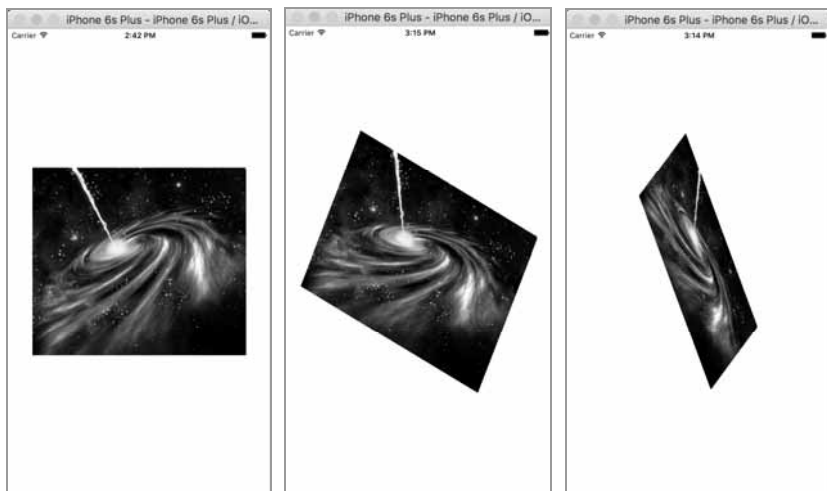 iPhone 6s Plus - iPhone 6s Plus / iO...
Carrier 2:42 PM
iPhone 6s Plus - iPhone 6s Plus / iO...
Carrier 3:15 PM
iPhone 6s Plus - iPhone 6s Plus / iO...
Carrier 3:14 PM